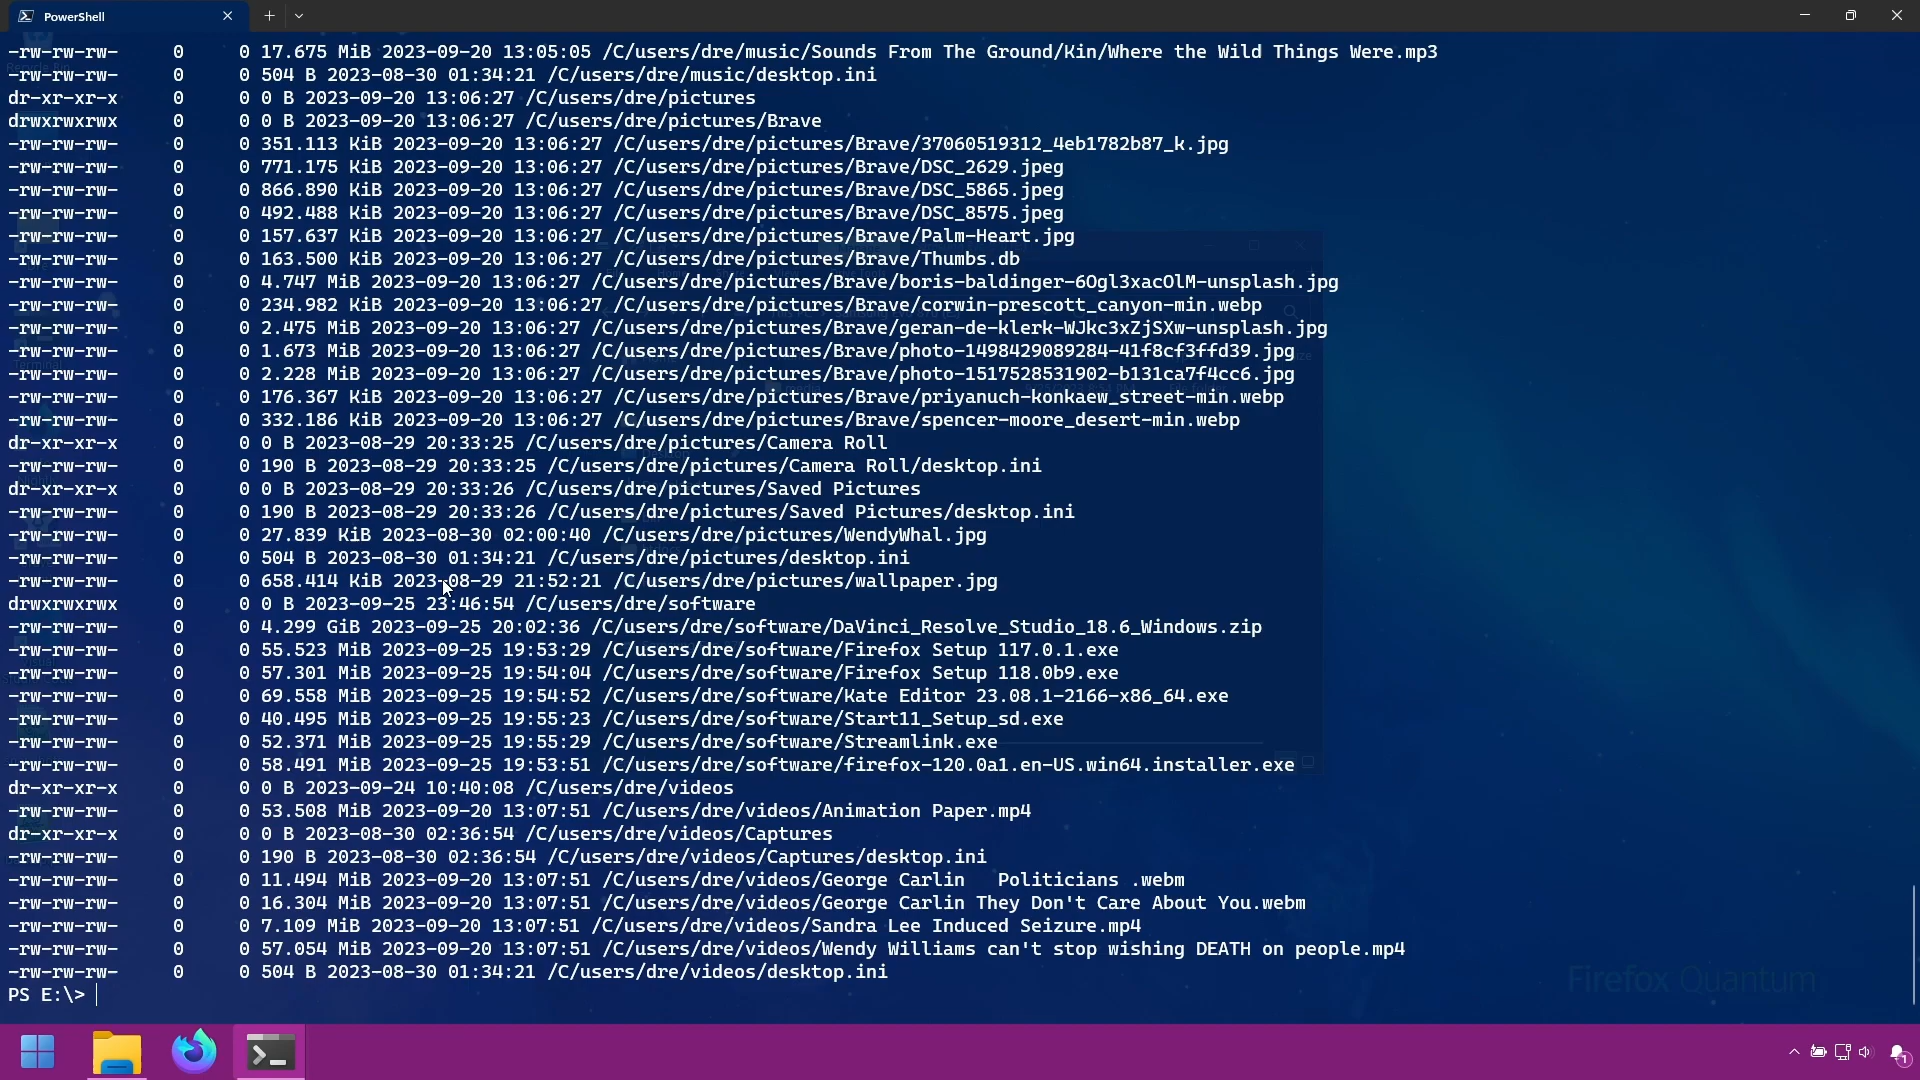 PowerShell
-rw-rw-rw- 0 0 17.675 MiB 2023-09-20 13:05:05 /C/users/dre/music/Sounds From The Ground/Kin/Where the Wild Things Were.mp3
-rw-rw-rw- 0 0 504 B 2023-08-30 01:34:21 /C/users/dre/music/desktop.ini
dr-xr-xr-x 0 0 0 B 2023-09-20 13:06:27 /C/users/dre/pictures
drwxrwxrwx 0 0 0 B 2023-09-20 13:06:27 /C/users/dre/pictures/Brave
-rw-rw-rw- 0 0 351.113 KiB 2023-09-20 13:06:27 /C/users/dre/pictures/Brave/37060519312_4eb1782b87_k.jpg
-rw-rw-rw- 0 0 771.175 KiB 2023-09-20 13:06:27 /C/users/dre/pictures/Brave/DSC_2629.jpeg
-rw-rw-rw- 0 0 866.890 KiB 2023-09-20 13:06:27 /C/users/dre/pictures/Brave/DSC_5865.jpeg
-rw-rw-rw- 0 0 492.488 KiB 2023-09-20 13:06:27 /C/users/dre/pictures/Brave/DSC_8575.jpeg
-rw-rw-rw- 0 0 157.637 KiB 2023-09-20 13:06:27 /C/users/dre/pictures/Brave/Palm-Heart.jpg
-rw-rw-rw- 0 0 163.500 KiB 2023-09-20 13:06:27 /C/users/dre/pictures/Brave/Thumbs.db
-rw-rw-rw- 0 0 4.747 MiB 2023-09-20 13:06:27 /C/users/dre/pictures/Brave/boris-baldinger-6Ogl3xacOlM-unsplash.jpg
-rw-rw-rw- 0 0 234.982 KiB 2023-09-20 13:06:27 /C/users/dre/pictures/Brave/corwin-prescott_canyon-min.webp
-rw-rw-rw- 0 0 2.475 MiB 2023-09-20 13:06:27 /C/users/dre/pictures/Brave/geran-de-klerk-WJkc3xZjSXw-unsplash.jpg
-rw-rw-rw- 0 0 1.673 MiB 2023-09-20 13:06:27 /C/users/dre/pictures/Brave/photo-1498429089284-41f8cf3ffd39.jpg
-rw-rw-rw- 0 0 2.228 MiB 2023-09-20 13:06:27 /C/users/dre/pictures/Brave/photo-1517528531902-b131ca7f4cc6.jpg
-rw-rw-rw- 0 0 176.367 KiB 2023-09-20 13:06:27 /C/users/dre/pictures/Brave/priyanuch-konkaew_street-min.webp
-rw-rw-rw- 0 0 332.186 KiB 2023-09-20 13:06:27 /C/users/dre/pictures/Brave/spencer-moore_desert-min.webp
dr-xr-xr-x 0 0 0 B 2023-08-29 20:33:25 /C/users/dre/pictures/Camera Roll
-rw-rw-rw- 0 0 190 B 2023-08-29 20:33:25 /C/users/dre/pictures/Camera Roll/desktop.ini
dr-xr-xr-x 0 0 0 B 2023-08-29 20:33:26 /C/users/dre/pictures/Saved Pictures
-rw-rw-rw- 0 0 190 B 2023-08-29 20:33:26 /C/users/dre/pictures/Saved Pictures/desktop.ini
-rw-rw-rw- 0 0 27.839 KiB 2023-08-30 02:00:40 /C/users/dre/pictures/WendyWhal.jpg
-rw-rw-rw- 0 0 504 B 2023-08-30 01:34:21 /C/users/dre/pictures/desktop.ini
-rw-rw-rw- 0 0 658.414 KiB 2023-08-29 21:52:21 /C/users/dre/pictures/wallpaper.jpg
drwxrwxrwx 0 0 0 B 2023-09-25 23:46:54 /C/users/dre/software
-rw-rw-rw- 0 0 4.299 GiB 2023-09-25 20:02:36 /C/users/dre/software/DaVinci_Resolve_Studio_18.6_Windows.zip
-rw-rw-rw- 0 0 55.523 MiB 2023-09-25 19:53:29 /C/users/dre/software/Firefox Setup 117.0.1.exe
-rw-rw-rw- 0 0 57.301 MiB 2023-09-25 19:54:04 /C/users/dre/software/Firefox Setup 118.0b9.exe
-rw-rw-rw- 0 0 69.558 MiB 2023-09-25 19:54:52 /C/users/dre/software/Kate Editor 23.08.1-2166-x86_64.exe
-rw-rw-rw- 0 0 40.495 MiB 2023-09-25 19:55:23 /C/users/dre/software/Start11_Setup_sd.exe
-rw-rw-rw- 0 0 52.371 MiB 2023-09-25 19:55:29 /C/users/dre/software/Streamlink.exe
-rw-rw-rw- 0 0 58.491 MiB 2023-09-25 19:53:51 /C/users/dre/software/firefox-120.0a1.en-US.win64.installer.exe
dr-xr-xr-x 0 0 0 B 2023-09-24 10:40:08 /C/users/dre/videos
-rw-rw-rw- 0 0 53.508 MiB 2023-09-20 13:07:51 /C/users/dre/videos/Animation Paper.mp4
dr-xr-xr-x 0 0 0 B 2023-08-30 02:36:54 /C/users/dre/videos/Captures
-rw-rw-rw- 0 0 190 B 2023-08-30 02:36:54 /C/users/dre/videos/Captures/desktop.ini
-rw-rw-rw- 0 0 11.494 MiB 2023-09-20 13:07:51 /C/users/dre/videos/George Carlin   Politicians .webm
-rw-rw-rw- 0 0 16.304 MiB 2023-09-20 13:07:51 /C/users/dre/videos/George Carlin They Don't Care About You.webm
-rw-rw-rw- 0 0 7.109 MiB 2023-09-20 13:07:51 /C/users/dre/videos/Sandra Lee Induced Seizure.mp4
-rw-rw-rw- 0 0 57.054 MiB 2023-09-20 13:07:51 /C/users/dre/videos/Wendy Williams can't stop wishing DEATH on people.mp4
-rw-rw-rw- 0 0 504 B 2023-08-30 01:34:21 /C/users/dre/videos/desktop.ini
PS E:\>
Firefox Quantum
1